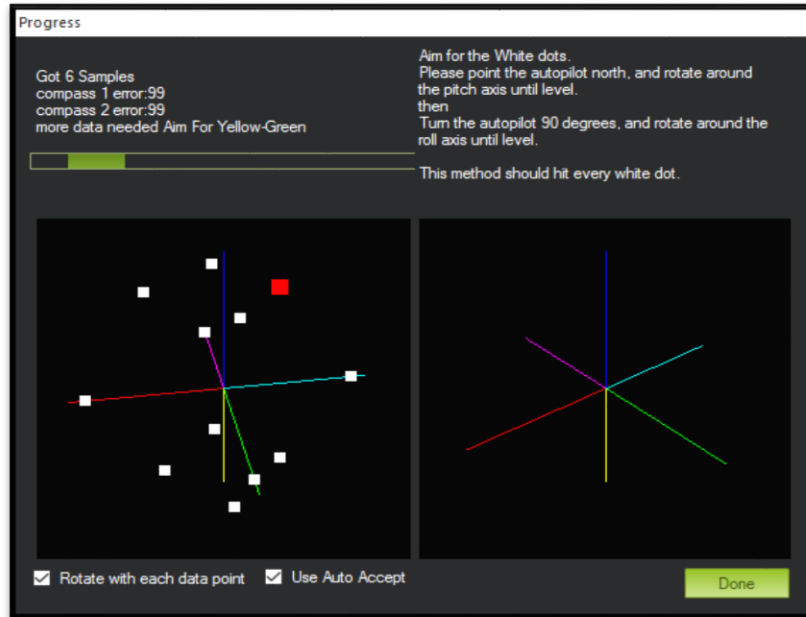 Progress
Got 6 Samples
compass 1 error:99
compass 2 error:99
more data needed Aim For Yellow-Green
Aim for the White dots.
Please point the autopilot north, and rotate around
the pitch axis until level.
then
Turn the autopilot 90 degrees, and rotate around the
roll axis until level.
This method should hit every white dot.
Rotate with each data point
Use Auto Accept
Done